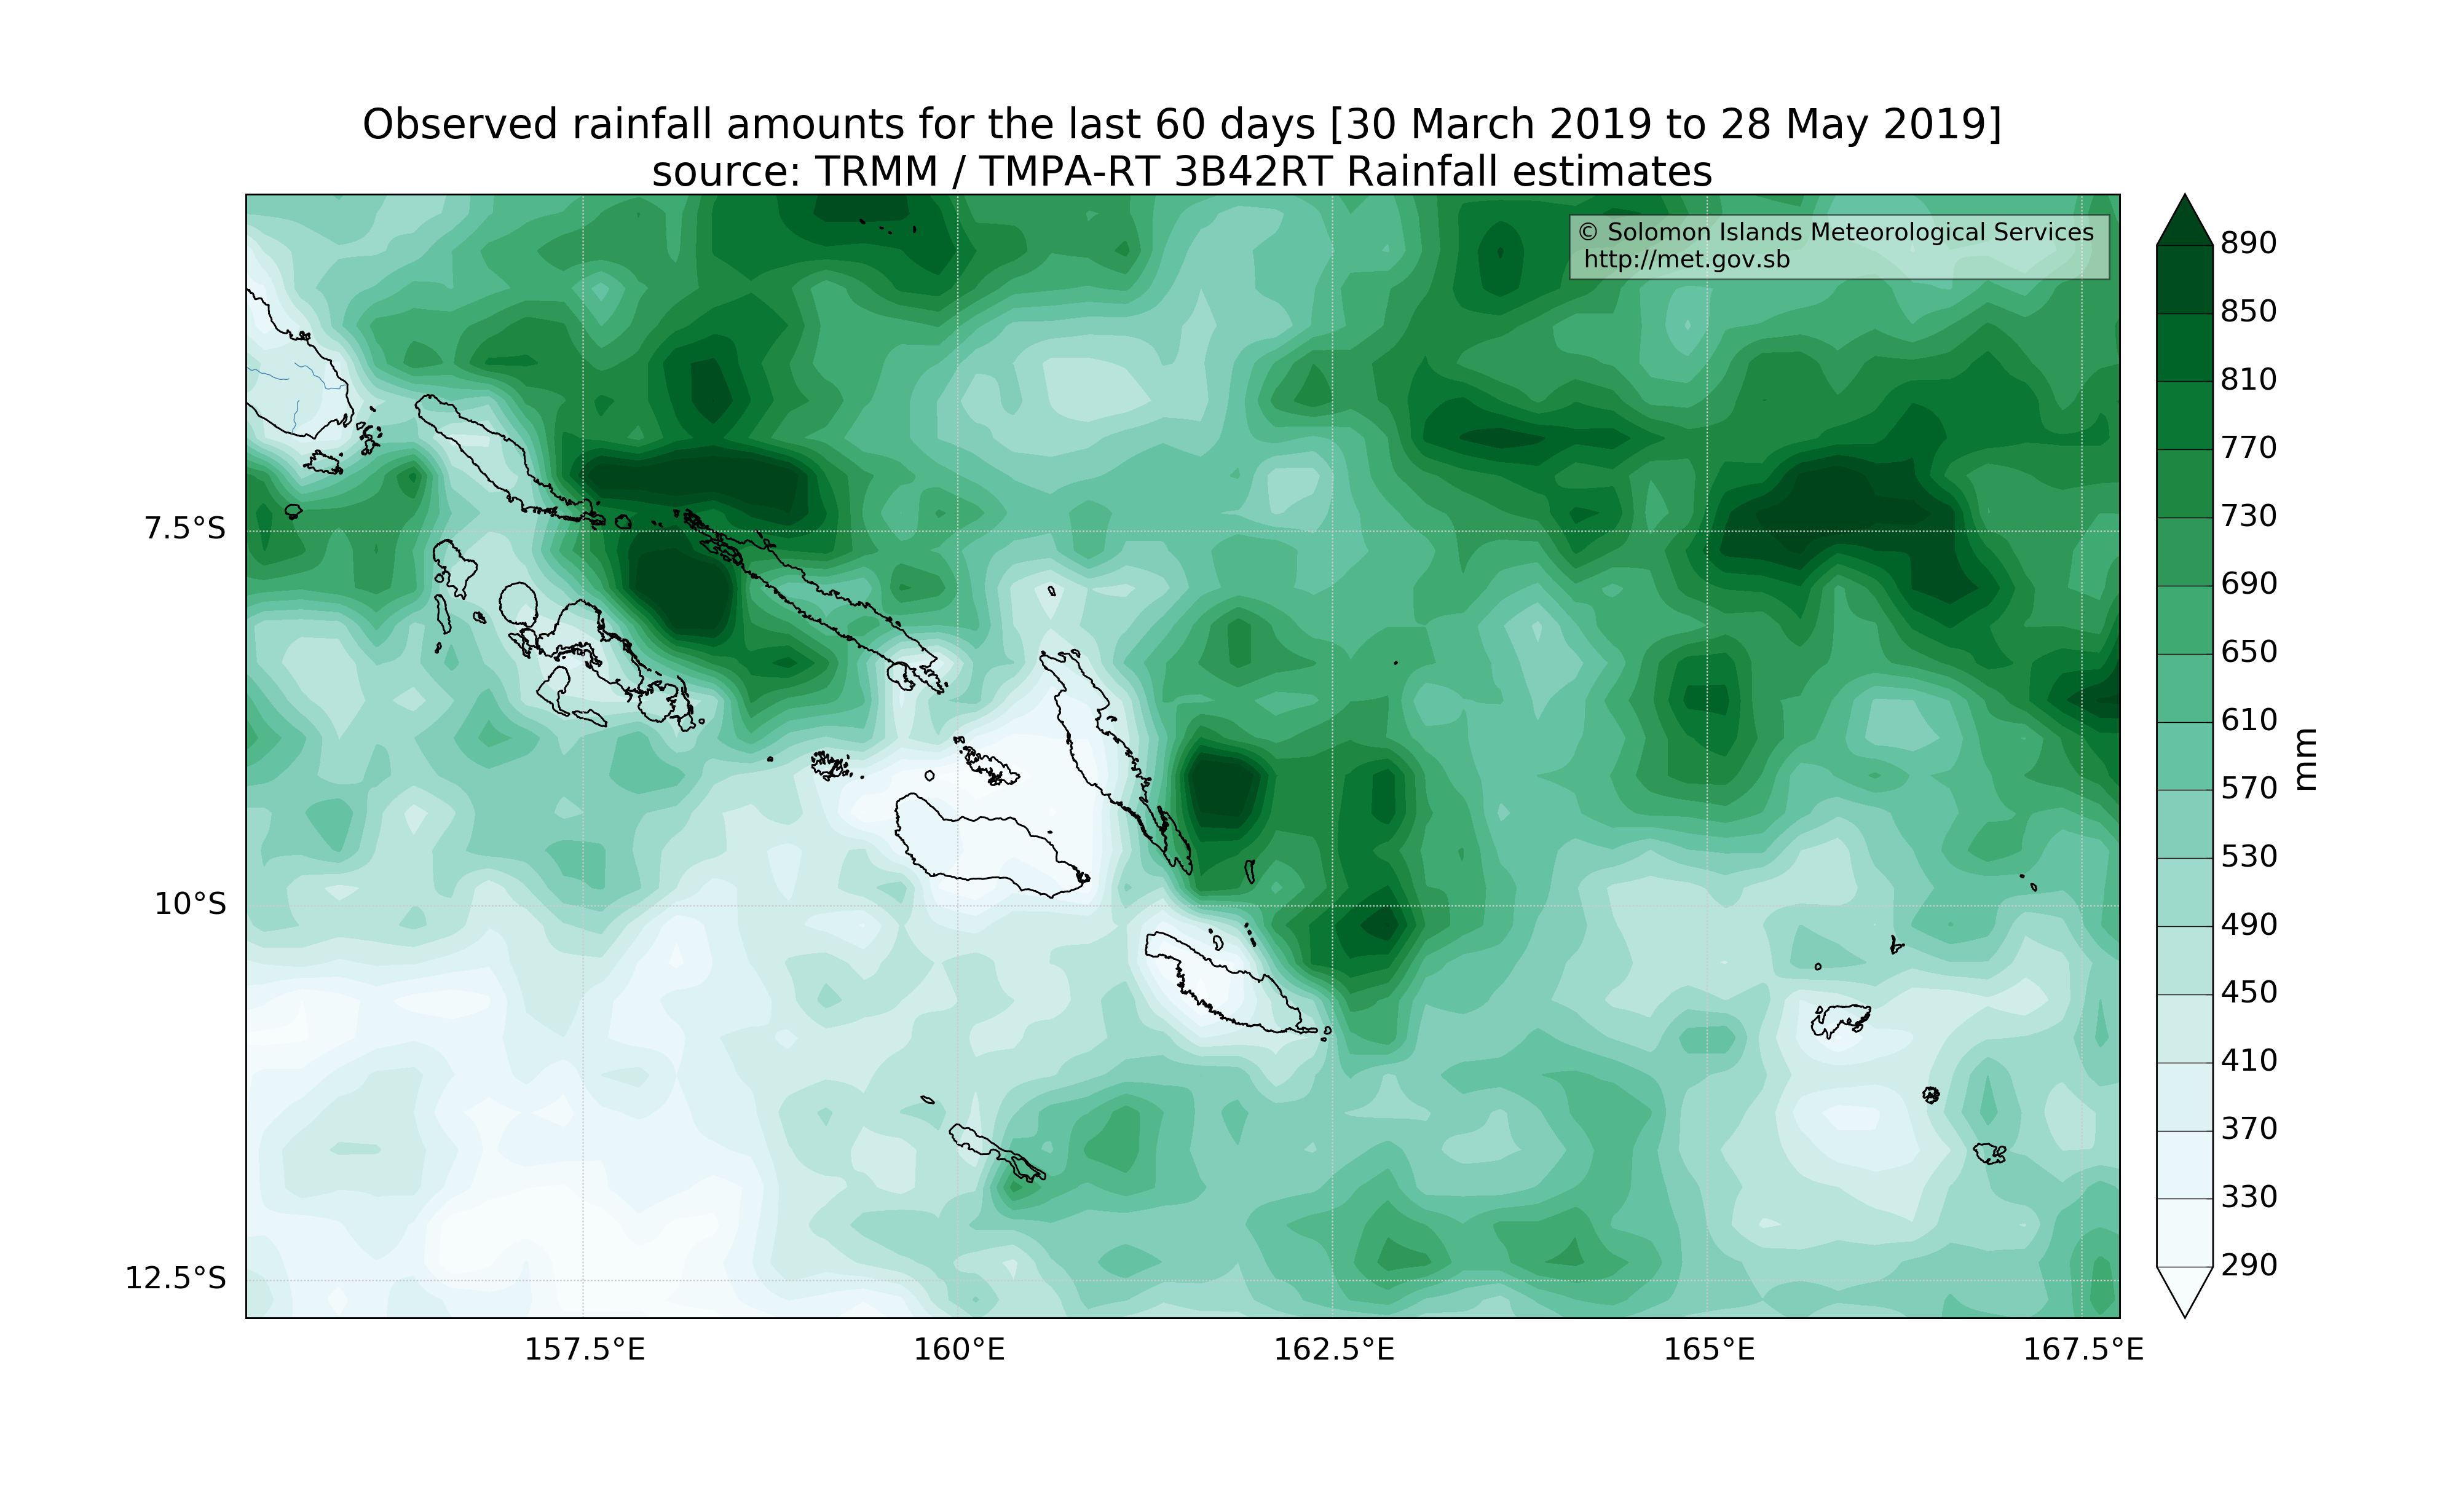 Observed rainfall amounts for the last 60 days [30 March 2019 to 28 May 2019]
source: TRMM / TMPA-RT 3B42RT Rainfall estimates
© Solomon Islands Meteorological Services
http://met.gov.sb
7.5°S
10°S
12.5°S
157.5°E
160°E
162.5°E
165°E
167.5°E
890
850
810
770
730
690
650
610
570
530
490
450
410
370
330
290
mm